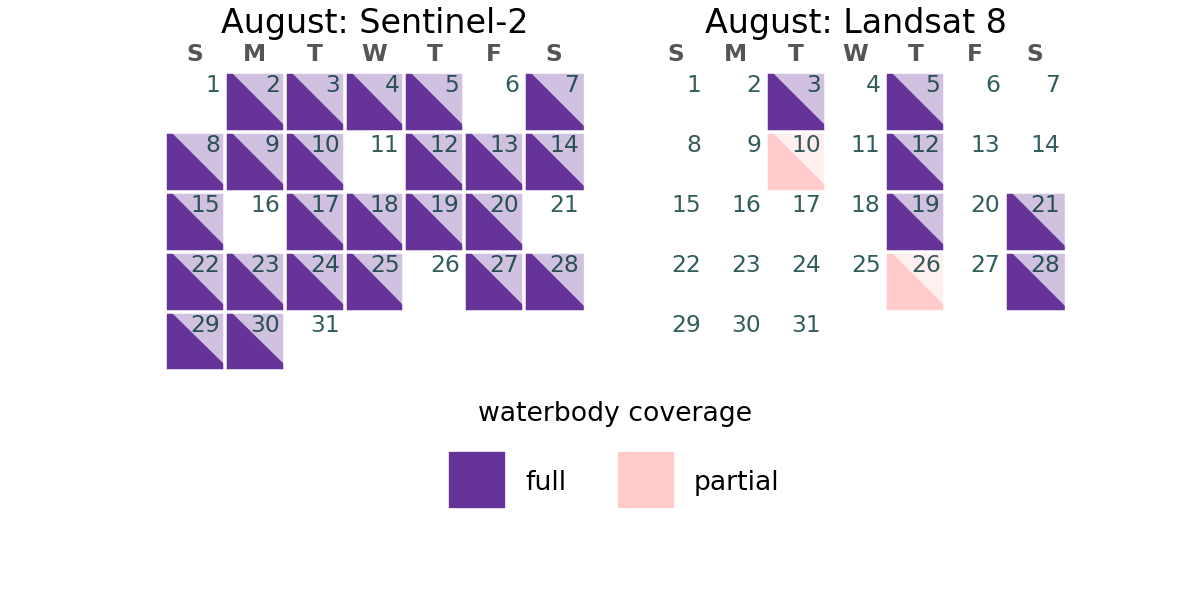 August: Sentinel-2
S M T W T F S
1 2 3 4 5 6 7
8 9 10 11 12 13 14
15 16 17 18 19 20 21
22 23 24 25 26 27 28
29 30 31
August: Landsat 8
S M T W T F S
1 2 3 4 5 6 7
8 9 10 11 12 13 14
15 16 17 18 19 20 21
22 23 24 25 26 27 28
29 30 31
waterbody coverage
full partial